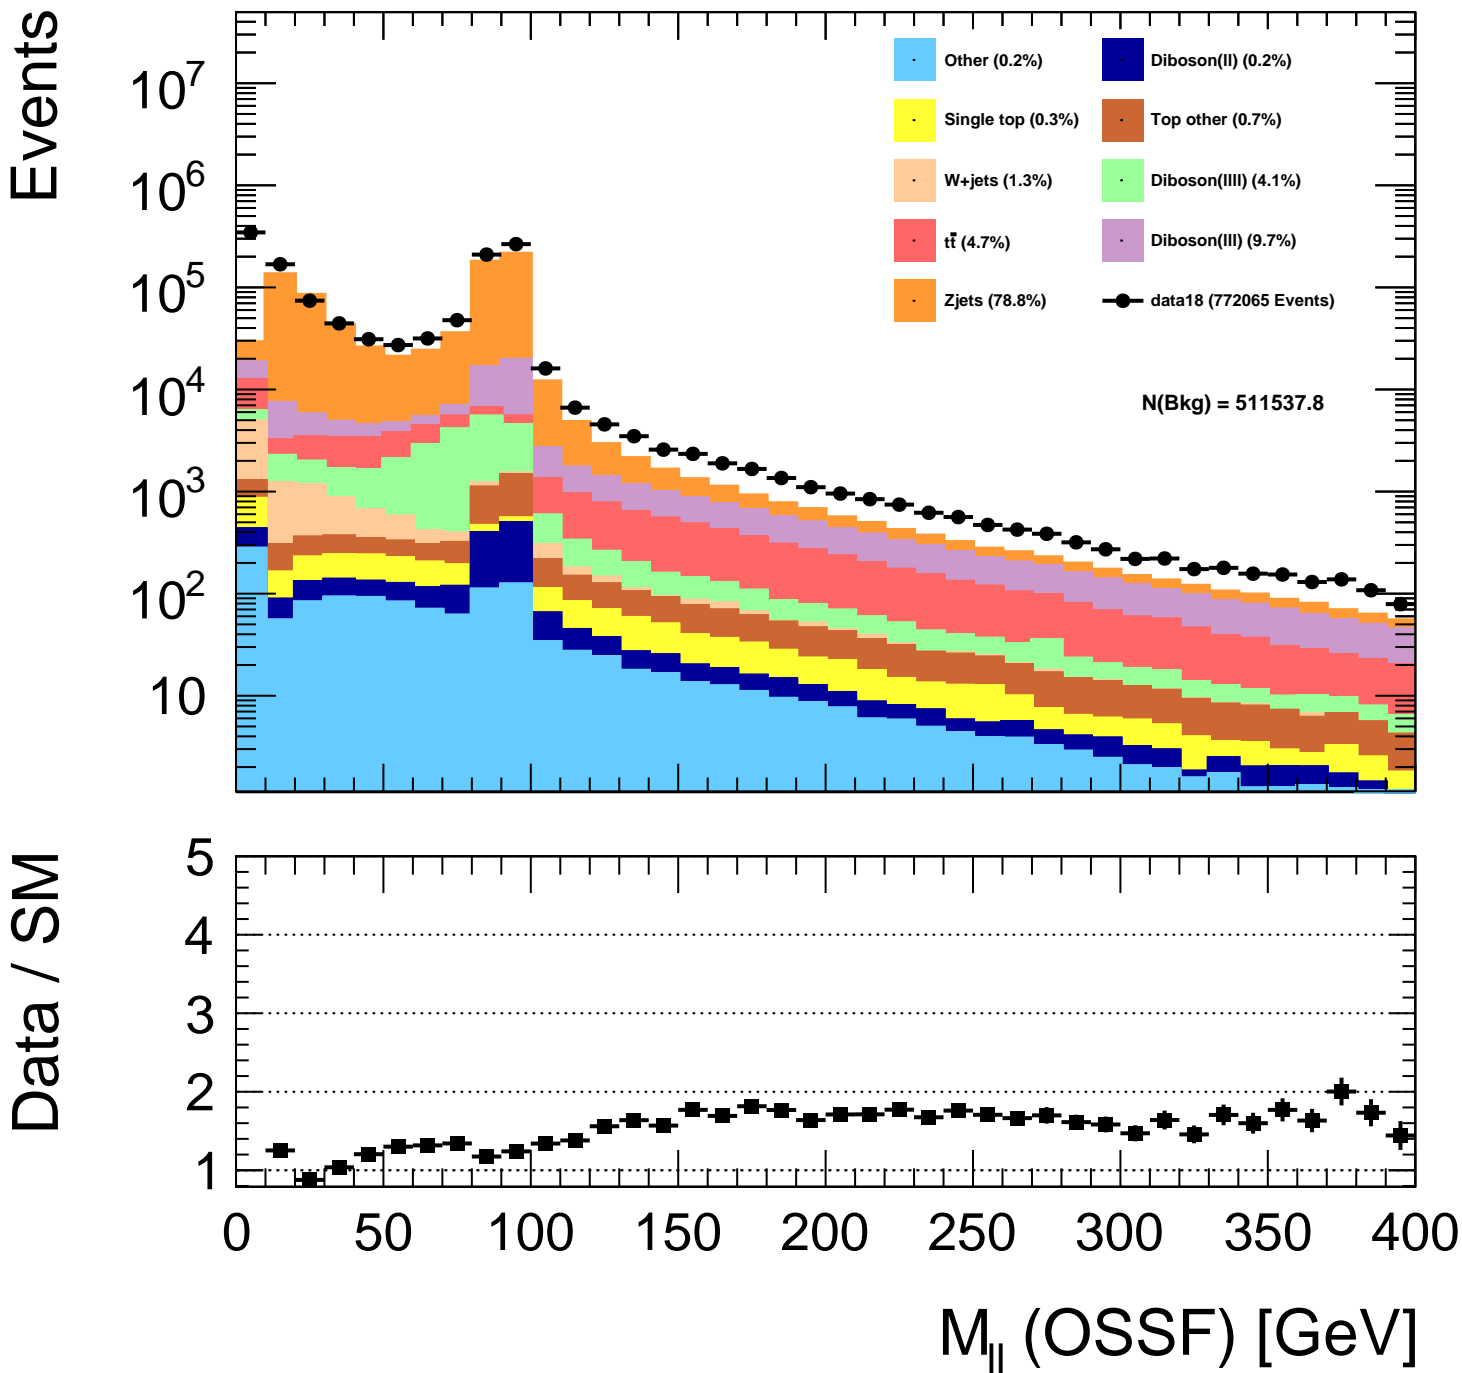 Events
10⁷
10⁶
10⁵
10⁴
10³
10²
10
Other (0.2%)
Diboson(ll) (0.2%)
Single top (0.3%)
Top other (0.7%)
W+jets (1.3%)
Diboson(llll) (4.1%)
tt̄ (4.7%)
Diboson(lll) (9.7%)
Zjets (78.8%)
data18 (772065 Events)
N(Bkg) = 511537.8
Data / SM
5
4
3
2
1
0 50 100 150 200 250 300 350 400
M_ll (OSSF) [GeV]